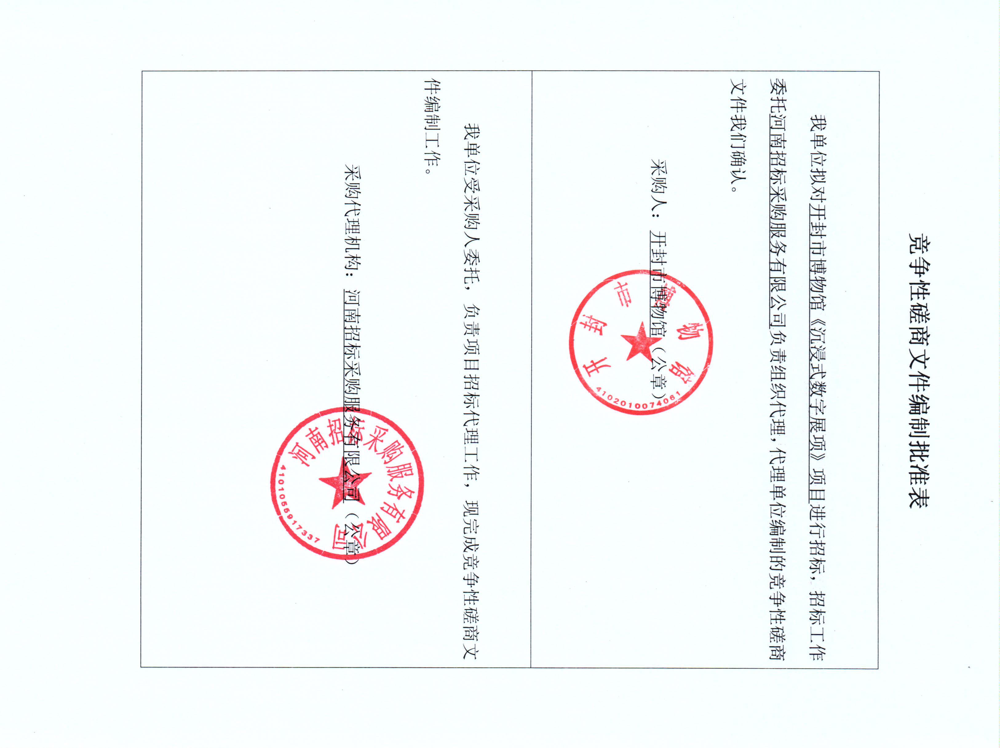 竞争性磋商文件编制批准表
我单位拟对开封市博物馆《沉浸式数字展项》项目进行招标，招标工作
委托河南招标采购服务有限公司负责组织代理，代理单位编制的竞争性磋商
文件我们确认。
采购人：开封市博物馆（公章）
开封市博物馆
4102010074061
我单位受采购人委托，负责项目招标代理工作，现完成竞争性磋商文
件编制工作。
采购代理机构：河南招标采购服务有限公司（公章）
河南招标采购服务有限公司
4101055917337